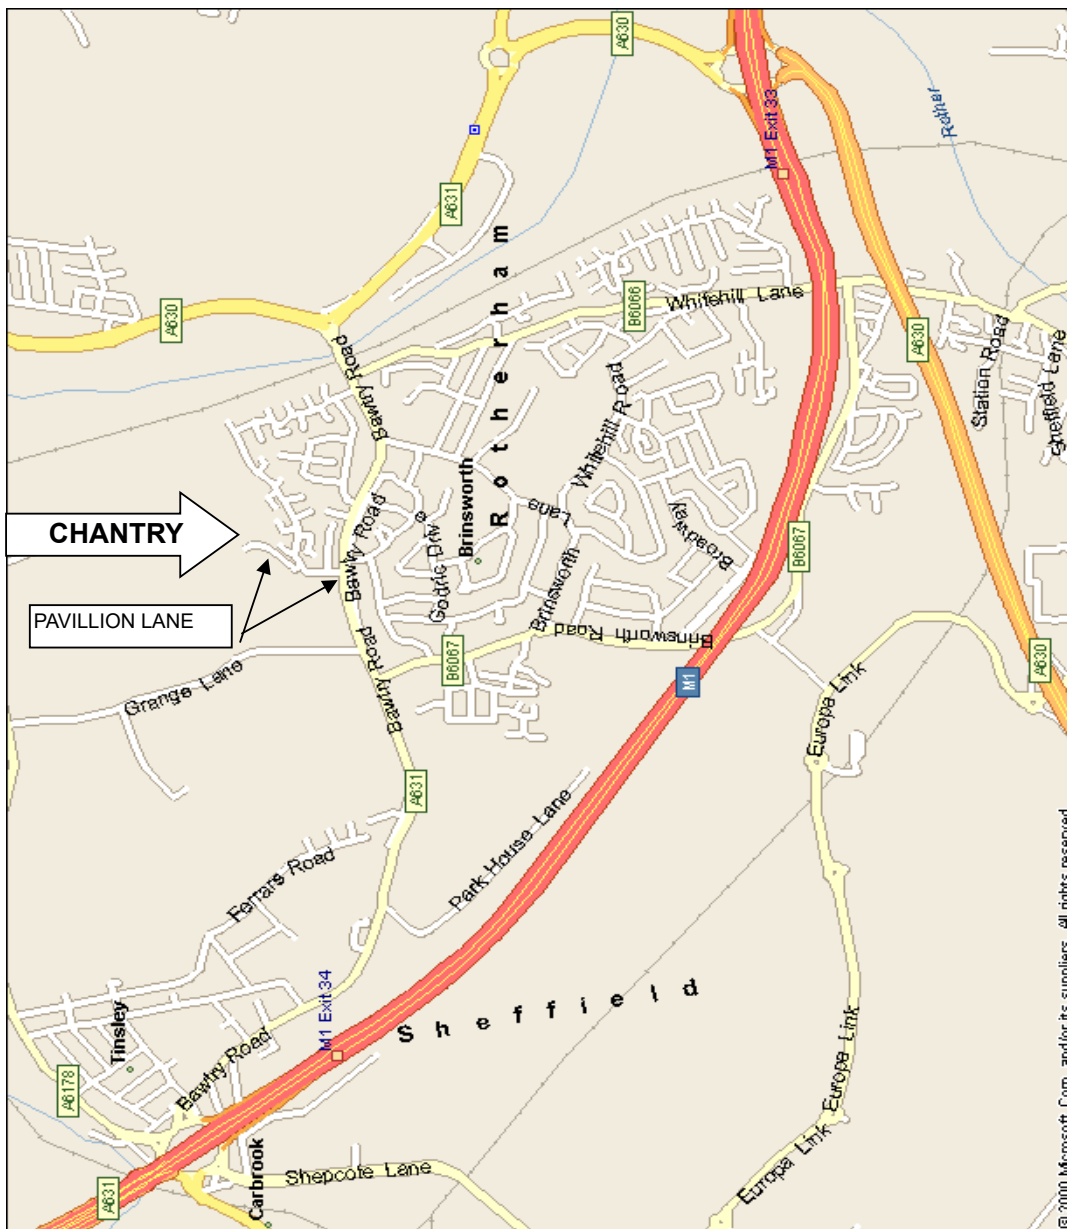 A630
A631
M1 Exit 33
Rother
A630
Rotherham
B6066
Whitehill Lane
Bawtry Road
A630
Station Road
Sheffield Lane
Bawtry Road
Whitehill Road
Brinsworth
CHANTRY
Godric Drive
Lane
Broadway
B6067
PAVILLION LANE
Bawtry Road
Brinsworth
Brinsworth Road
B6067
Grange Lane
Bawtry Road
M1
Europa Link
A630
A631
Park House Lane
Ferrars Road
Sheffield
M1 Exit 34
Tinsley
Bawtry Road
A6178
Europa Link
Europa Link
Carbrook
Shepcote Lane
A631
© 2000 Microsoft Corp. and/or its suppliers. All rights reserved.